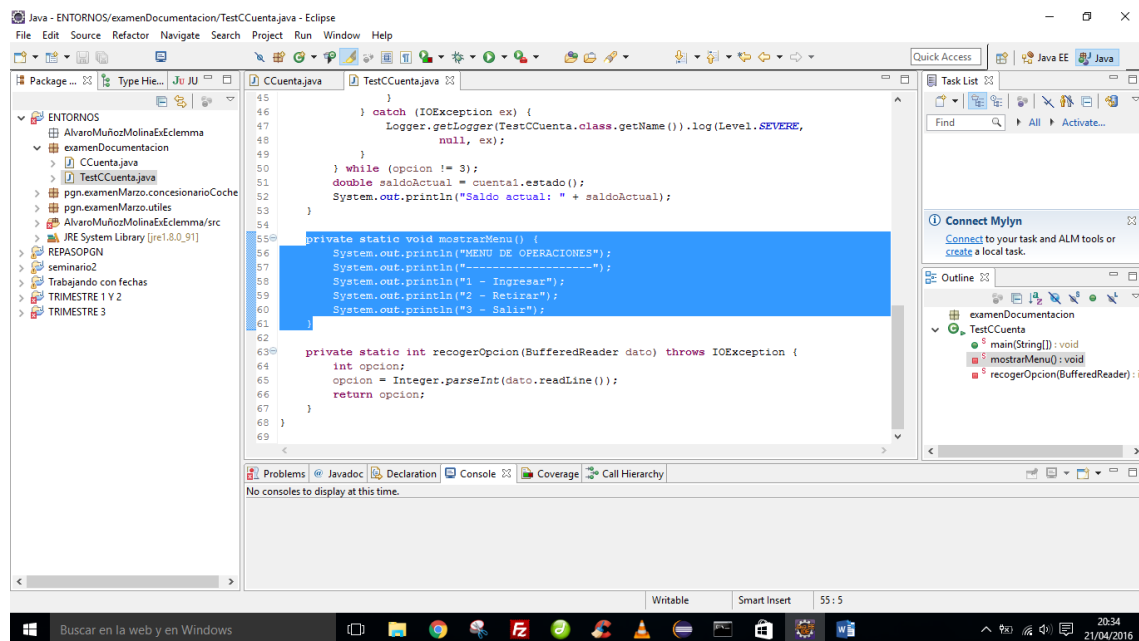 Java - ENTORNOS/examenDocumentacion/TestCCuenta.java - Eclipse
File Edit Source Refactor Navigate Search Project Run Window Help
Quick Access
Java EE
Java
Package ...
Type Hie...
Ju JU
ENTORNOS
AlvaroMuñozMolinaExEclemma
examenDocumentacion
CCuenta.java
TestCCuenta.java
pgn.examenMarzo.concesionarioCoche
pgn.examenMarzo.utiles
AlvaroMuñozMolinaExEclemma/src
JRE System Library [jre1.8.0_91]
REPASOPGN
seminario2
Trabajando con fechas
TRIMESTRE 1 Y 2
TRIMESTRE 3
CCuenta.java
TestCCuenta.java
45 }
46 } catch (IOException ex) {
47 Logger.getLogger(TestCCuenta.class.getName()).log(Level.SEVERE,
48 null, ex);
49 }
50 } while (opcion != 3);
51 double saldoActual = cuenta1.estado();
52 System.out.println("Saldo actual: " + saldoActual);
53 }
54
55 private static void mostrarMenu() {
56 System.out.println("MENU DE OPERACIONES");
57 System.out.println("-------------------");
58 System.out.println("1 - Ingresar");
59 System.out.println("2 - Retirar");
60 System.out.println("3 - Salir");
61 }
62
63 private static int recogerOpcion(BufferedReader dato) throws IOException {
64 int opcion;
65 opcion = Integer.parseInt(dato.readLine());
66 return opcion;
67 }
68 }
69
Task List
Find
All
Activate...
Connect Mylyn
Connect to your task and ALM tools or
create a local task.
Outline
examenDocumentacion
TestCCuenta
main(String[]) : void
mostrarMenu() : void
recogerOpcion(BufferedReader) : i
Problems
Javadoc
Declaration
Console
Coverage
Call Hierarchy
No consoles to display at this time.
Writable
Smart Insert
55 : 5
Buscar en la web y en Windows
20:34
21/04/2016